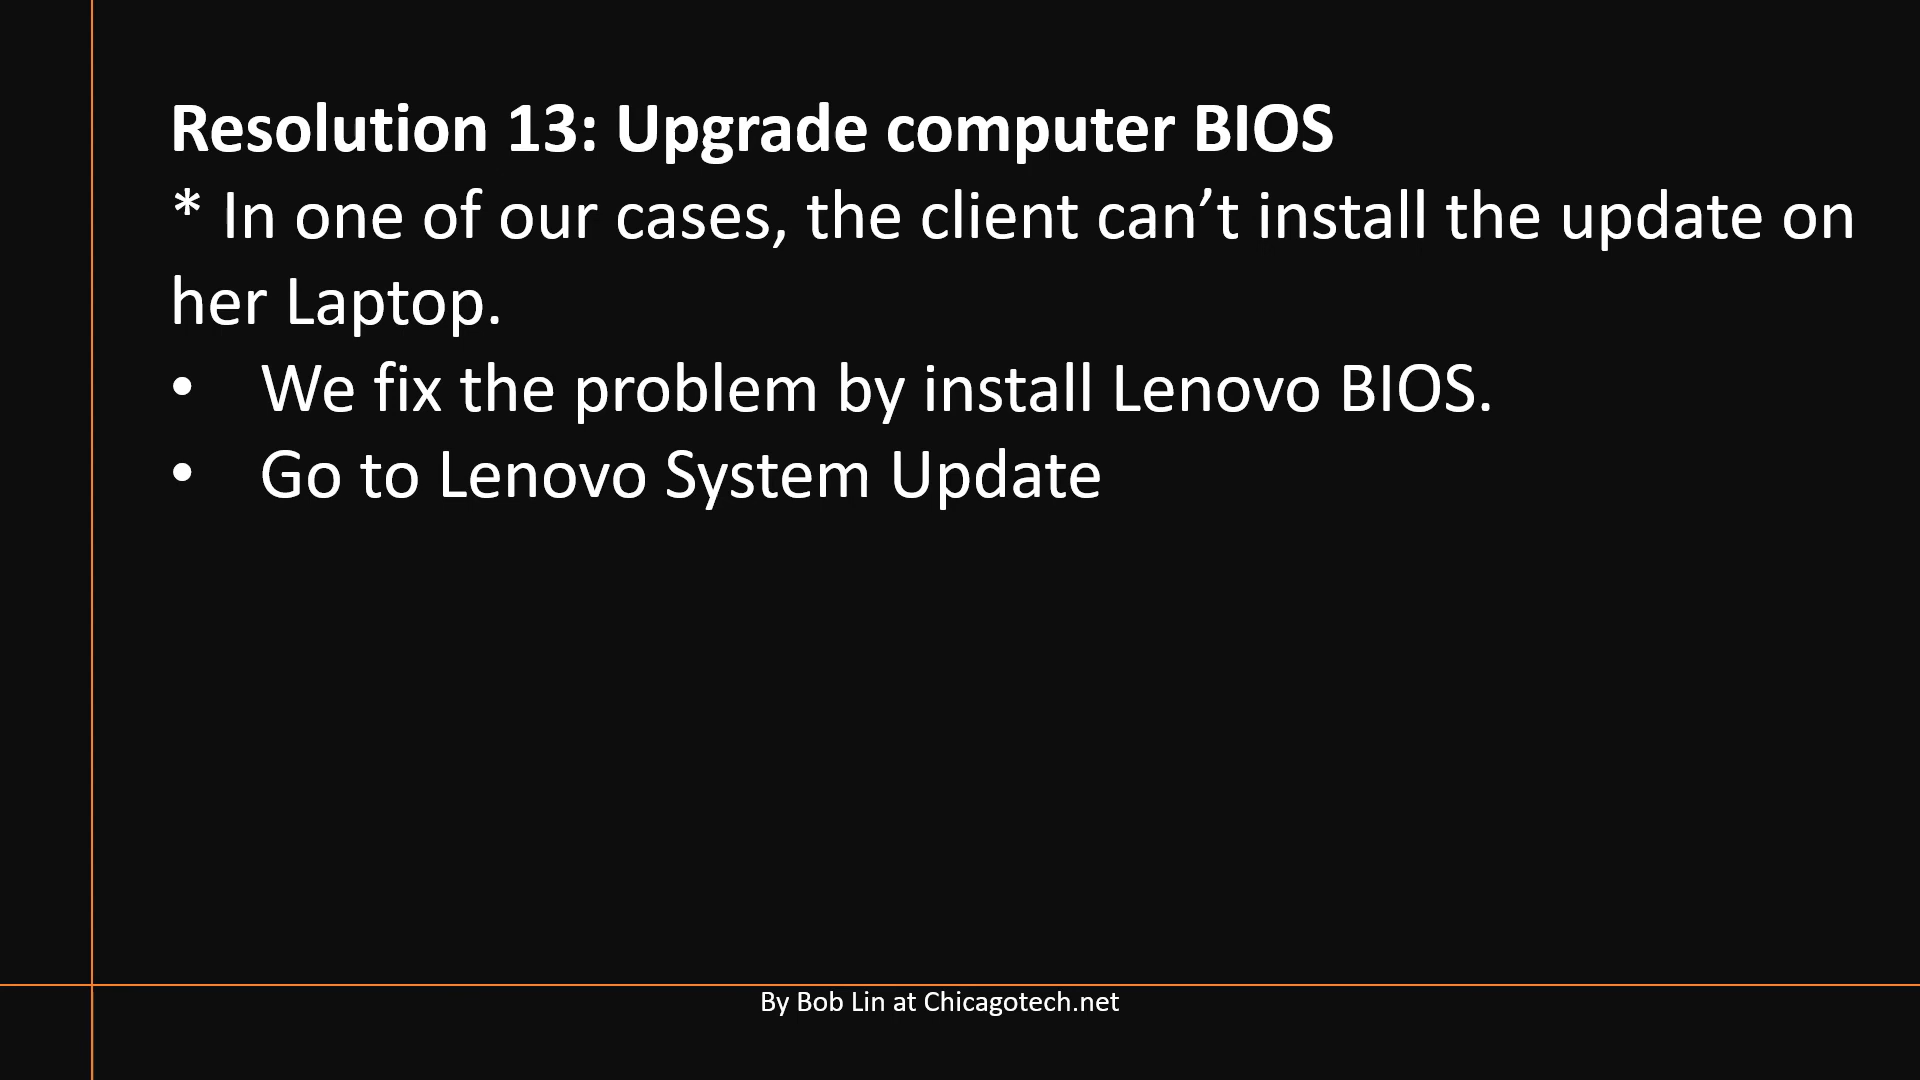 Resolution 13: Upgrade computer BIOS
* In one of our cases, the client can’t install the update on
her Laptop.
• We fix the problem by install Lenovo BIOS.
• Go to Lenovo System Update
By Bob Lin at Chicagotech.net